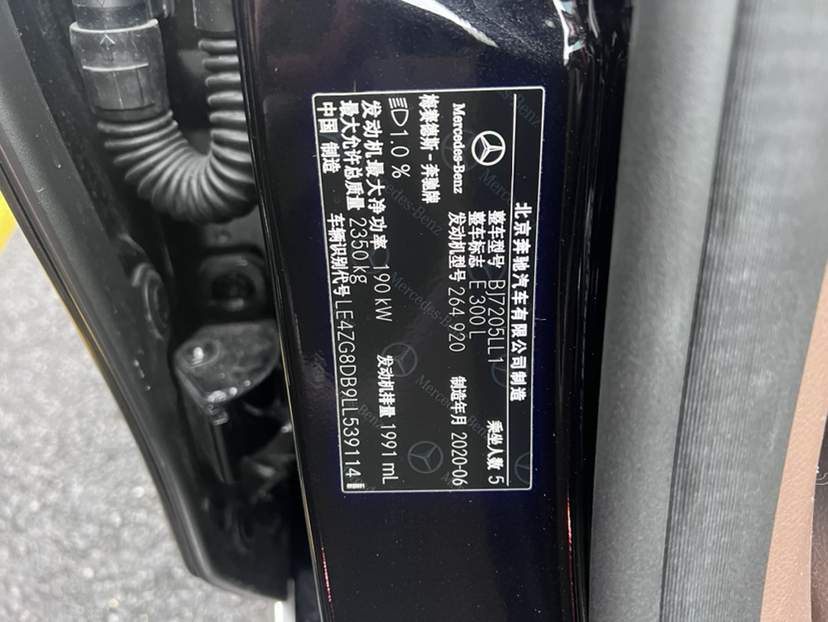 北京奔驰汽车有限公司制造
Mercedes-Benz
梅赛德斯-奔驰牌
整车型号 BJ7205LL1 乘坐人数 5
整车标志 E 300 L
发动机型号 264 920 制造年月 2020-06
1.0 %
发动机最大净功率 190 kW 发动机排量 1991 mL
最大允许总质量 2350 kg
中国 制造 车辆识别代号 LE4ZG8DB9LL539114